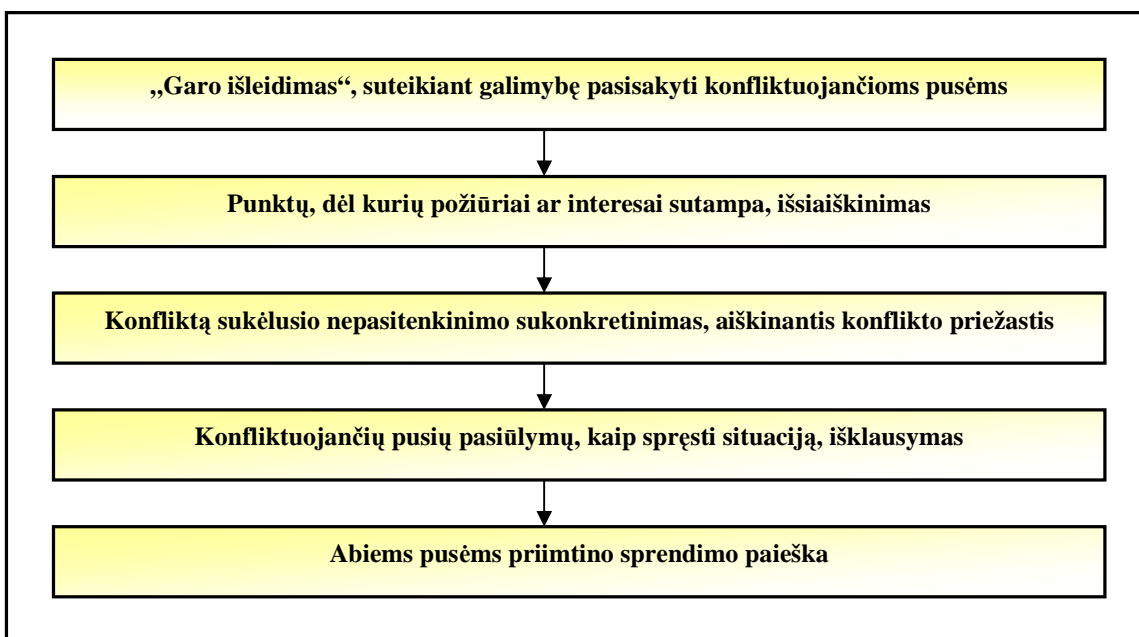 „Garo išleidimas“, suteikiant galimybę pasisakyti konfliktuojančioms pusėms
Punktų, dėl kurių požiūriai ar interesai sutampa, išsiaiškinimas
Konfliktą sukėlusio nepasitenkinimo sukonkretinimas, aiškinantis konflikto priežastis
Konfliktuojančių pusių pasiūlymų, kaip spręsti situaciją, išklausymas
Abiems pusėms priimtino sprendimo paieška